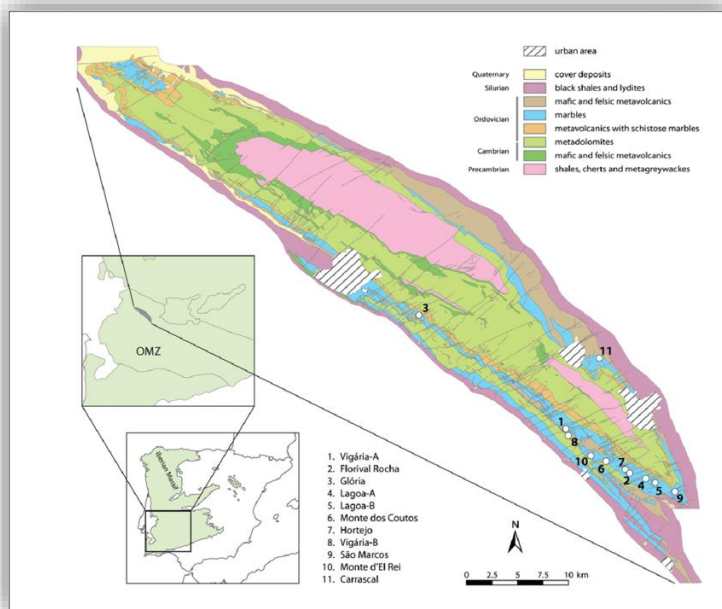 urban area
Quaternary cover deposits
Silurian black shales and lydites
mafic and felsic metavolcanics
Ordovician
marbles
metavolcanics with schistose marbles
metadolomites
Cambrian
mafic and felsic metavolcanics
Precambrian shales, cherts and metagreywackes
3
11
OMZ
1
8
10
6
7
2
4
5
9
Iberian Massif
1. Vigária-A
2. Florival Rocha
3. Glória
4. Lagoa-A
5. Lagoa-B
6. Monte dos Coutos
7. Hortejo
8. Vigária-B
9. São Marcos
10. Monte d'El Rei
11. Carrascal
N
0 2.5 5 7.5 10 km